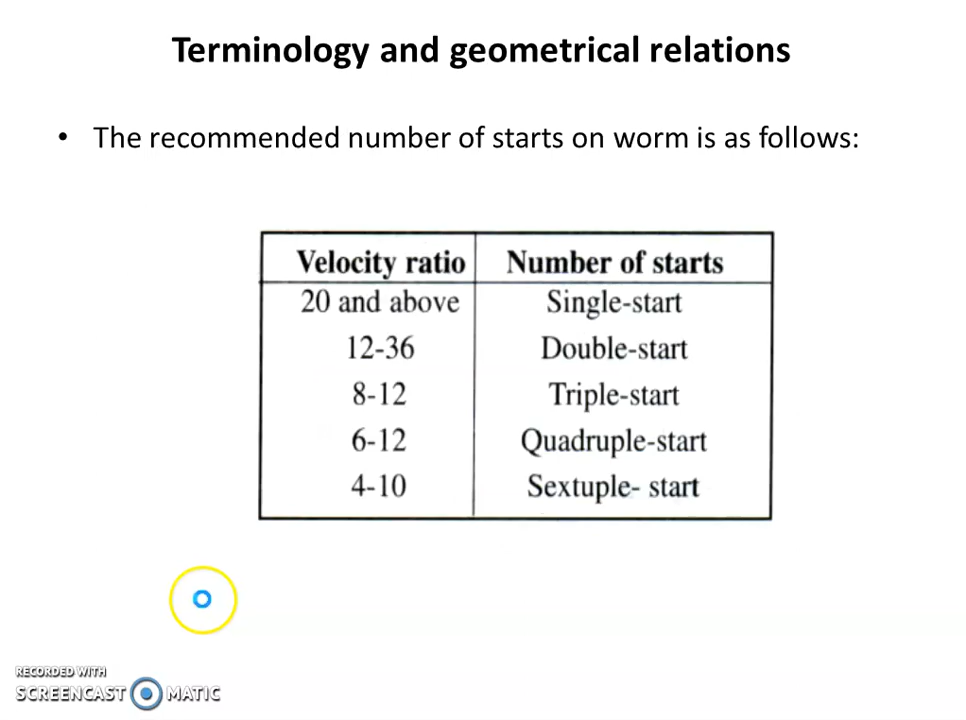 Terminology and geometrical relations
• The recommended number of starts on worm is as follows:
Velocity ratio Number of starts
20 and above Single-start
12-36 Double-start
8-12 Triple-start
6-12 Quadruple-start
4-10 Sextuple- start
RECORDED WITH
SCREENCAST MATIC